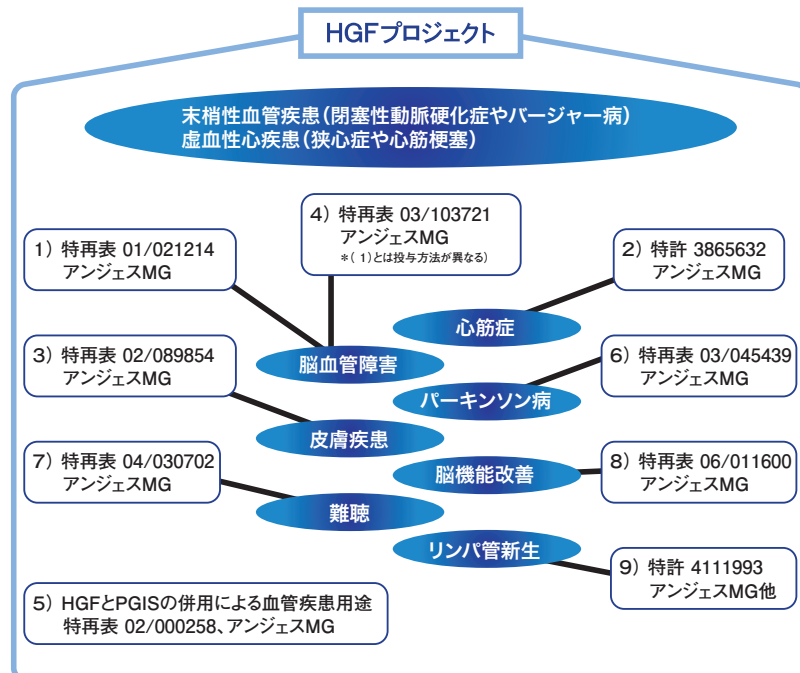 HGFプロジェクト
末梢性血管疾患(閉塞性動脈硬化症やバージャー病)
虚血性心疾患(狭心症や心筋梗塞)
4) 特再表 03/103721
アンジェスMG
*( 1)とは投与方法が異なる)
1) 特再表 01/021214
アンジェスMG
2) 特許 3865632
アンジェスMG
心筋症
脳血管障害
3) 特再表 02/089854
アンジェスMG
6) 特再表 03/045439
アンジェスMG
パーキンソン病
皮膚疾患
7) 特再表 04/030702
アンジェスMG
脳機能改善
8) 特再表 06/011600
アンジェスMG
難聴
リンパ管新生
9) 特許 4111993
アンジェスMG他
5) HGFとPGISの併用による血管疾患用途
特再表 02/000258、アンジェスMG